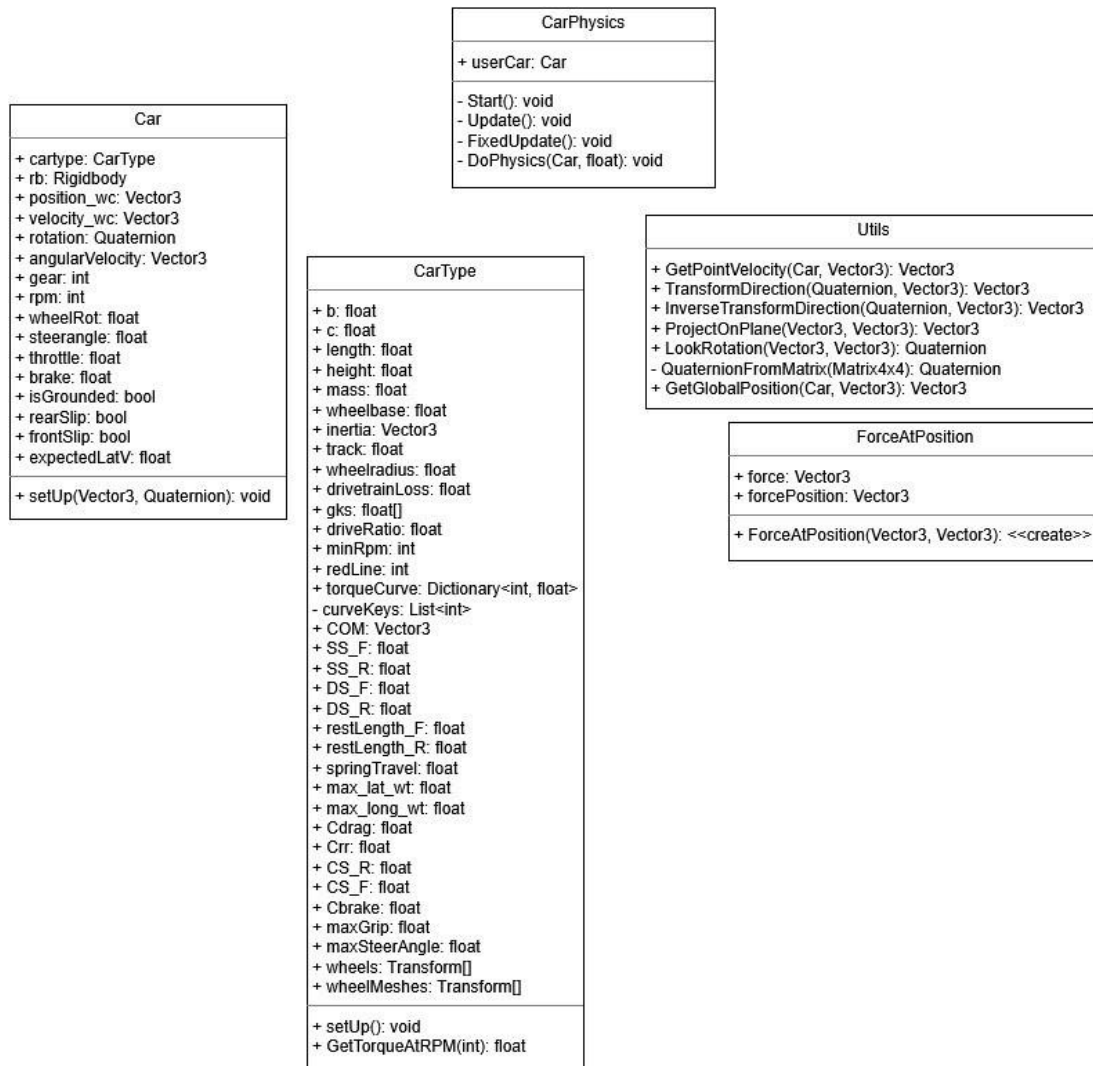 CarPhysics
+ userCar: Car
- Start(): void
- Update(): void
- FixedUpdate(): void
- DoPhysics(Car, float): void
Car
+ cartype: CarType
+ rb: Rigidbody
+ position_wc: Vector3
+ velocity_wc: Vector3
+ rotation: Quaternion
+ angularVelocity: Vector3
+ gear: int
+ rpm: int
+ wheelRot: float
+ steerangle: float
+ throttle: float
+ brake: float
+ isGrounded: bool
+ rearSlip: bool
+ frontSlip: bool
+ expectedLatV: float
+ setUp(Vector3, Quaternion): void
CarType
+ b: float
+ c: float
+ length: float
+ height: float
+ mass: float
+ wheelbase: float
+ inertia: Vector3
+ track: float
+ wheelradius: float
+ drivetrainLoss: float
+ gks: float[]
+ driveRatio: float
+ minRpm: int
+ redLine: int
+ torqueCurve: Dictionary<int, float>
- curveKeys: List<int>
+ COM: Vector3
+ SS_F: float
+ SS_R: float
+ DS_F: float
+ DS_R: float
+ restLength_F: float
+ restLength_R: float
+ springTravel: float
+ max_lat_wt: float
+ max_long_wt: float
+ Cdrag: float
+ Crr: float
+ CS_R: float
+ CS_F: float
+ Cbrake: float
+ maxGrip: float
+ maxSteerAngle: float
+ wheels: Transform[]
+ wheelMeshes: Transform[]
+ setUp(): void
+ GetTorqueAtRPM(int): float
Utils
+ GetPointVelocity(Car, Vector3): Vector3
+ TransformDirection(Quaternion, Vector3): Vector3
+ InverseTransformDirection(Quaternion, Vector3): Vector3
+ ProjectOnPlane(Vector3, Vector3): Vector3
+ LookRotation(Vector3, Vector3): Quaternion
- QuaternionFromMatrix(Matrix4x4): Quaternion
+ GetGlobalPosition(Car, Vector3): Vector3
ForceAtPosition
+ force: Vector3
+ forcePosition: Vector3
+ ForceAtPosition(Vector3, Vector3): <<create>>